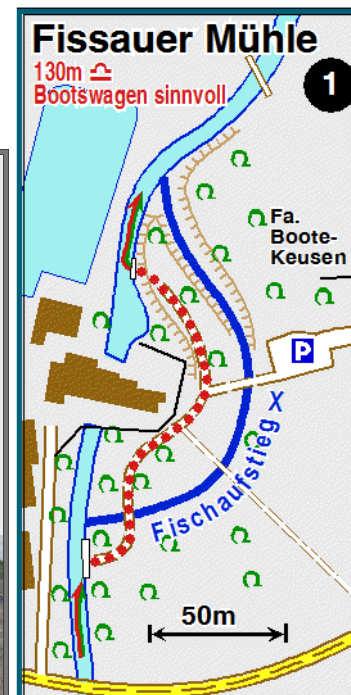 Fissauer Mühle
130m
Bootswagen sinnvoll
1
Fa.
Boote-
Keusen
P
X
Fischaufstieg
50m